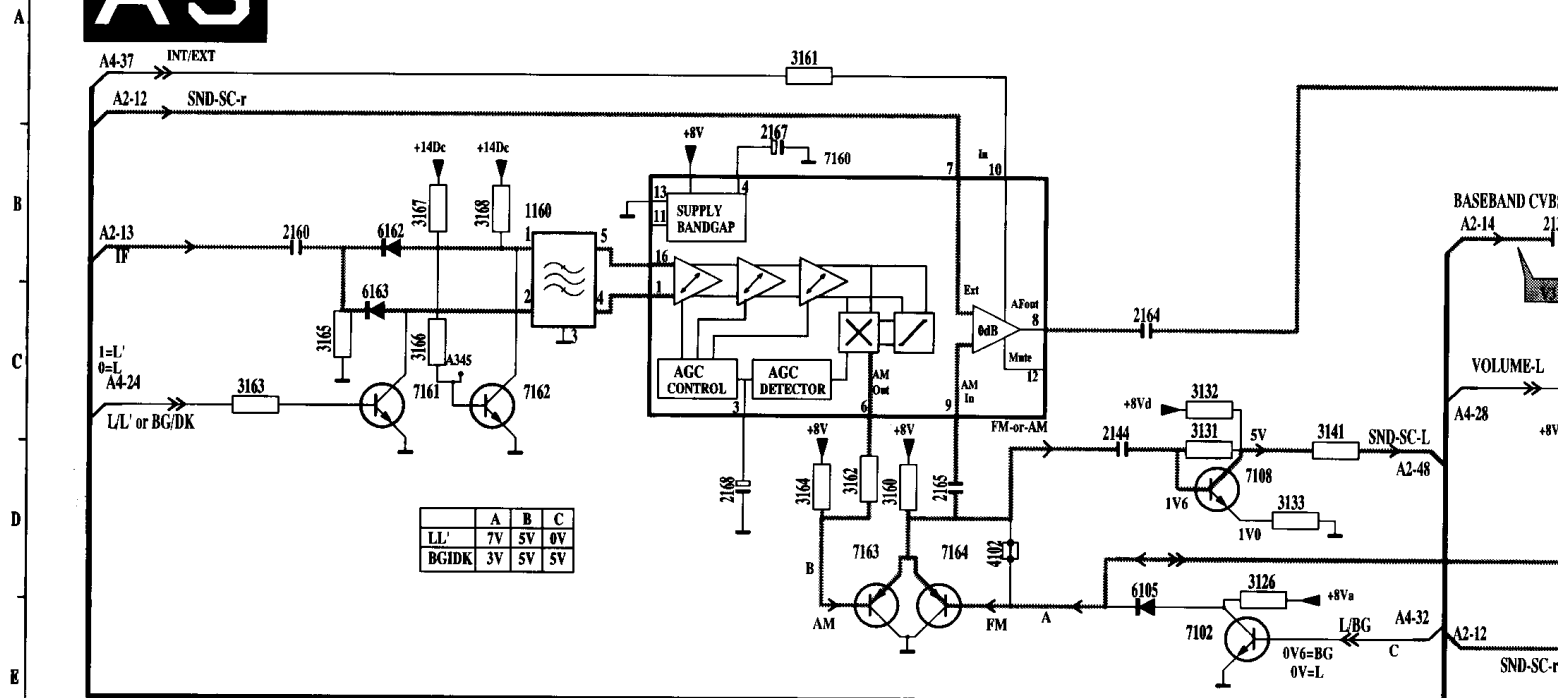 A
A3
A4-37
INT/EXT
3161
A2-12
SND-SC-r
+8V
2167
7160
+14Dc
+14Dc
In
7
10
B
3167
3168
1160
13
4
11
SUPPLY
BANDGAP
BASEBAND CVBS
A2-14
A2-13
IF
2160
6162
1
5
16
6163
2
4
1
3
Ext
AFout
8
0dB
2164
3165
3166
A345
Mute
12
C
1=L'
0=L
A4-24
L/L' or BG/DK
3163
7161
7162
AGC
CONTROL
AGC
DETECTOR
AM
Out
AM
In
3
6
9
FM-or-AM
VOLUME-L
A4-28
+8V
+8Vd
3132
+8V
+8V
2144
3131
5V
3141
SND-SC-L
A2-48
2168
3164
3162
3160
2165
7108
1V6
3133
1V0
D
A B C
LL' 7V 5V 0V
BGIDK 3V 5V 5V
7163
7164
4102
B
6105
3126
+8Va
AM
FM
A
7102
L/BG
A4-32
C
A2-12
0V6=BG
0V=L
SND-SC-r
E